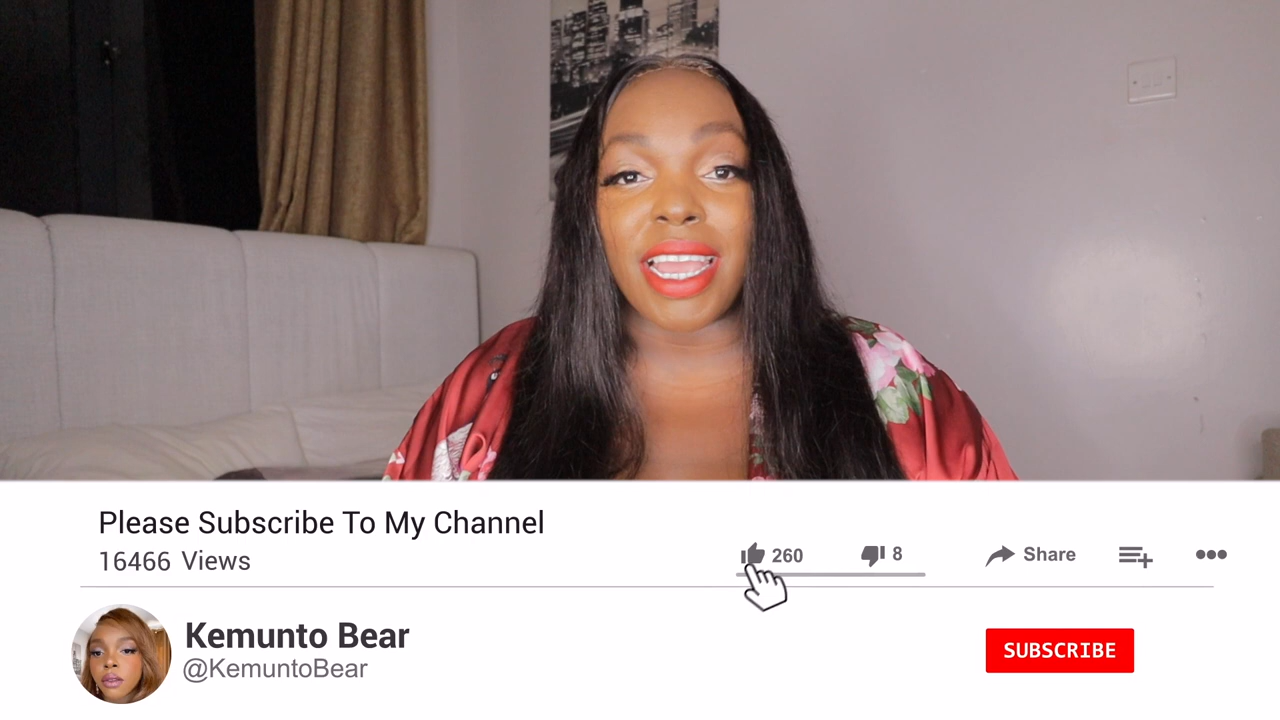 Please Subscribe To My Channel
16466 Views
260
8
Share
Kemunto Bear
@KemuntoBear
SUBSCRIBE